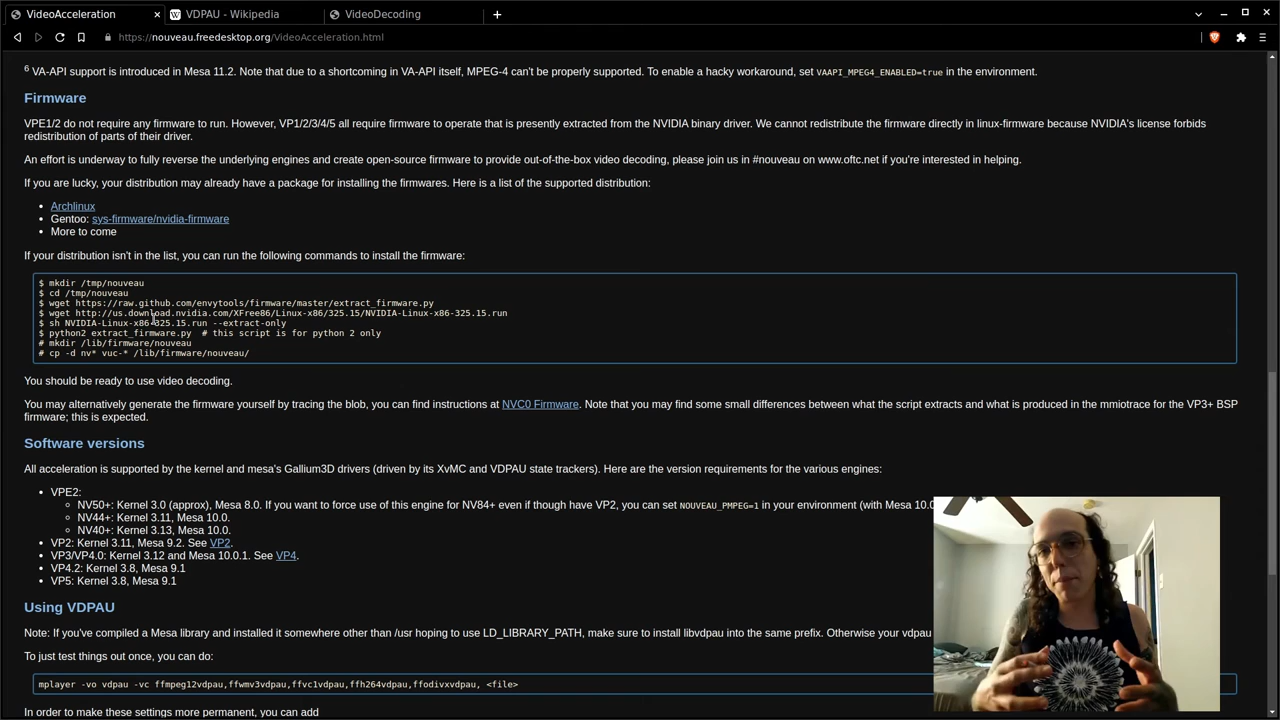 VideoAcceleration
VDPAU - Wikipedia
VideoDecoding
https://nouveau.freedesktop.org/VideoAcceleration.html
6 VA-API support is introduced in Mesa 11.2. Note that due to a shortcoming in VA-API itself, MPEG-4 can't be properly supported. To enable a hacky workaround, set VAAPI_MPEG4_ENABLED=true in the environment.
Firmware
VPE1/2 do not require any firmware to run. However, VP1/2/3/4/5 all require firmware to operate that is presently extracted from the NVIDIA binary driver. We cannot redistribute the firmware directly in linux-firmware because NVIDIA's license forbids
redistribution of parts of their driver.
An effort is underway to fully reverse the underlying engines and create open-source firmware to provide out-of-the-box video decoding, please join us in #nouveau on www.oftc.net if you're interested in helping.
If you are lucky, your distribution may already have a package for installing the firmwares. Here is a list of the supported distribution:
• Archlinux
• Gentoo: sys-firmware/nvidia-firmware
• More to come
If your distribution isn't in the list, you can run the following commands to install the firmware:
$ mkdir /tmp/nouveau
$ cd /tmp/nouveau
$ wget https://raw.github.com/envytools/firmware/master/extract_firmware.py
$ wget http://us.download.nvidia.com/XFree86/Linux-x86/325.15/NVIDIA-Linux-x86-325.15.run
$ sh NVIDIA-Linux-x86-325.15.run --extract-only
$ python2 extract_firmware.py  # this script is for python 2 only
# mkdir /lib/firmware/nouveau
# cp -d nv* vuc-* /lib/firmware/nouveau/
You should be ready to use video decoding.
You may alternatively generate the firmware yourself by tracing the blob, you can find instructions at NVC0 Firmware. Note that you may find some small differences between what the script extracts and what is produced in the mmiotrace for the VP3+ BSP
firmware; this is expected.
Software versions
All acceleration is supported by the kernel and mesa's Gallium3D drivers (driven by its XvMC and VDPAU state trackers). Here are the version requirements for the various engines:
• VPE2:
NV50+: Kernel 3.0 (approx), Mesa 8.0. If you want to force use of this engine for NV84+ even if though have VP2, you can set NOUVEAU_PMPEG=1 in your environment (with Mesa 10.0
NV44+: Kernel 3.11, Mesa 10.0.
NV40+: Kernel 3.13, Mesa 10.0.
• VP2: Kernel 3.11, Mesa 9.2. See VP2.
• VP3/VP4.0: Kernel 3.12 and Mesa 10.0.1. See VP4.
• VP4.2: Kernel 3.8, Mesa 9.1
• VP5: Kernel 3.8, Mesa 9.1
Using VDPAU
Note: If you've compiled a Mesa library and installed it somewhere other than /usr hoping to use LD_LIBRARY_PATH, make sure to install libvdpau into the same prefix. Otherwise your vdpau
To just test things out once, you can do:
mplayer -vo vdpau -vc ffmpeg12vdpau,ffwmv3vdpau,ffvc1vdpau,ffh264vdpau,ffodivxvdpau, <file>
In order to make these settings more permanent, you can add